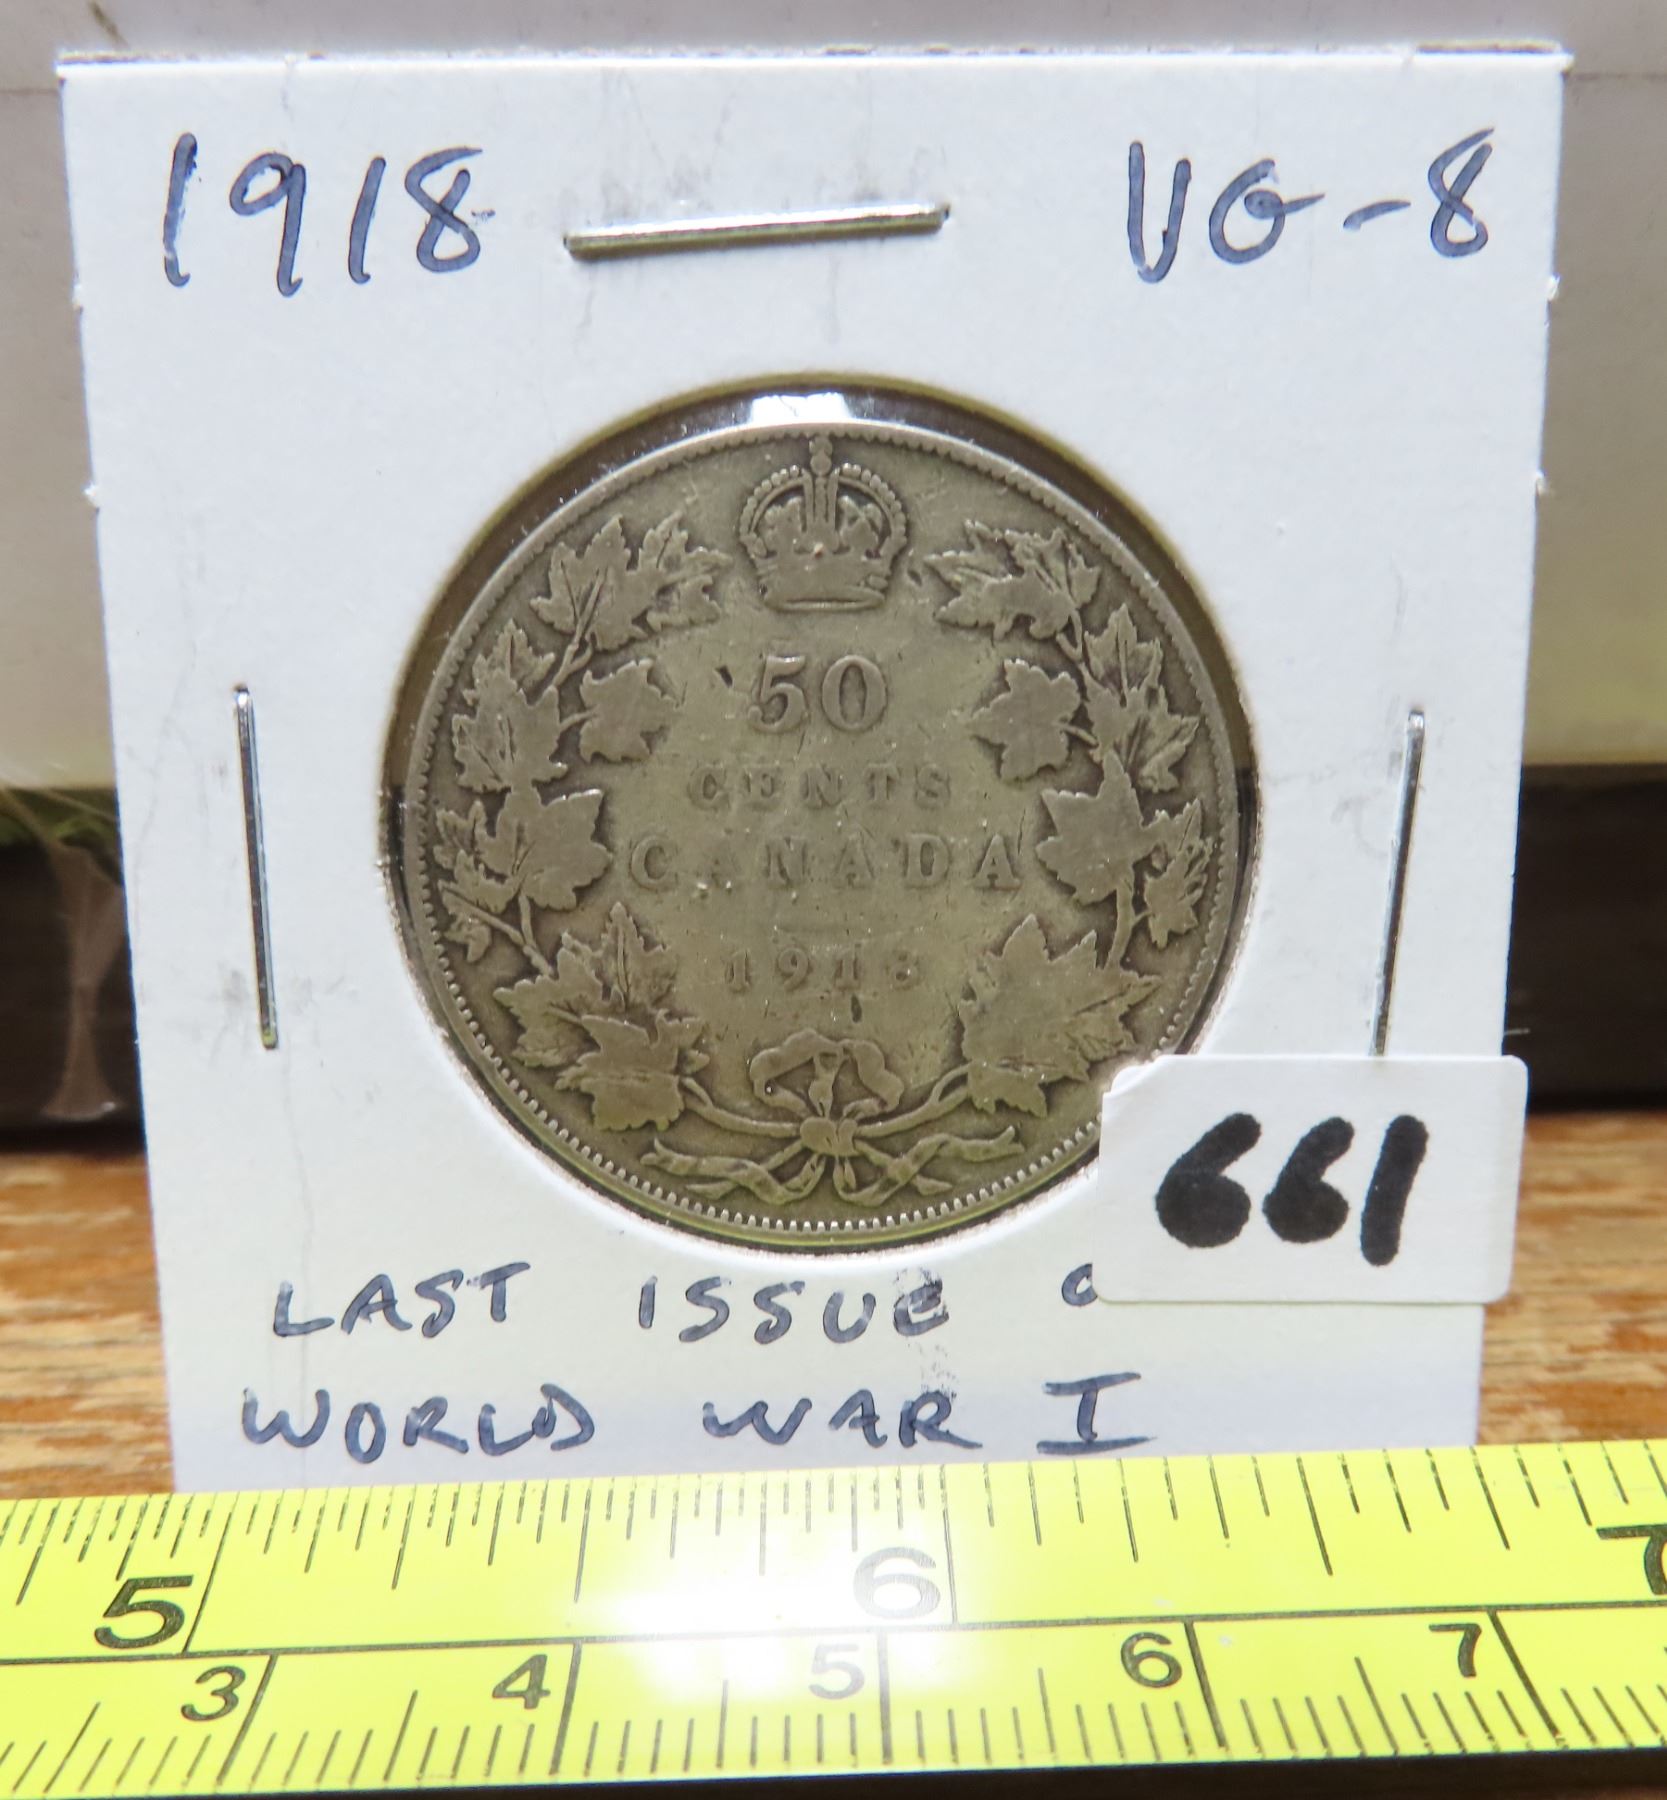 1918 VG-8
50
CENTS
CANADA
1918
661
LAST ISSUE
WORLD WAR I
5 6 7
3 4 5 6 7